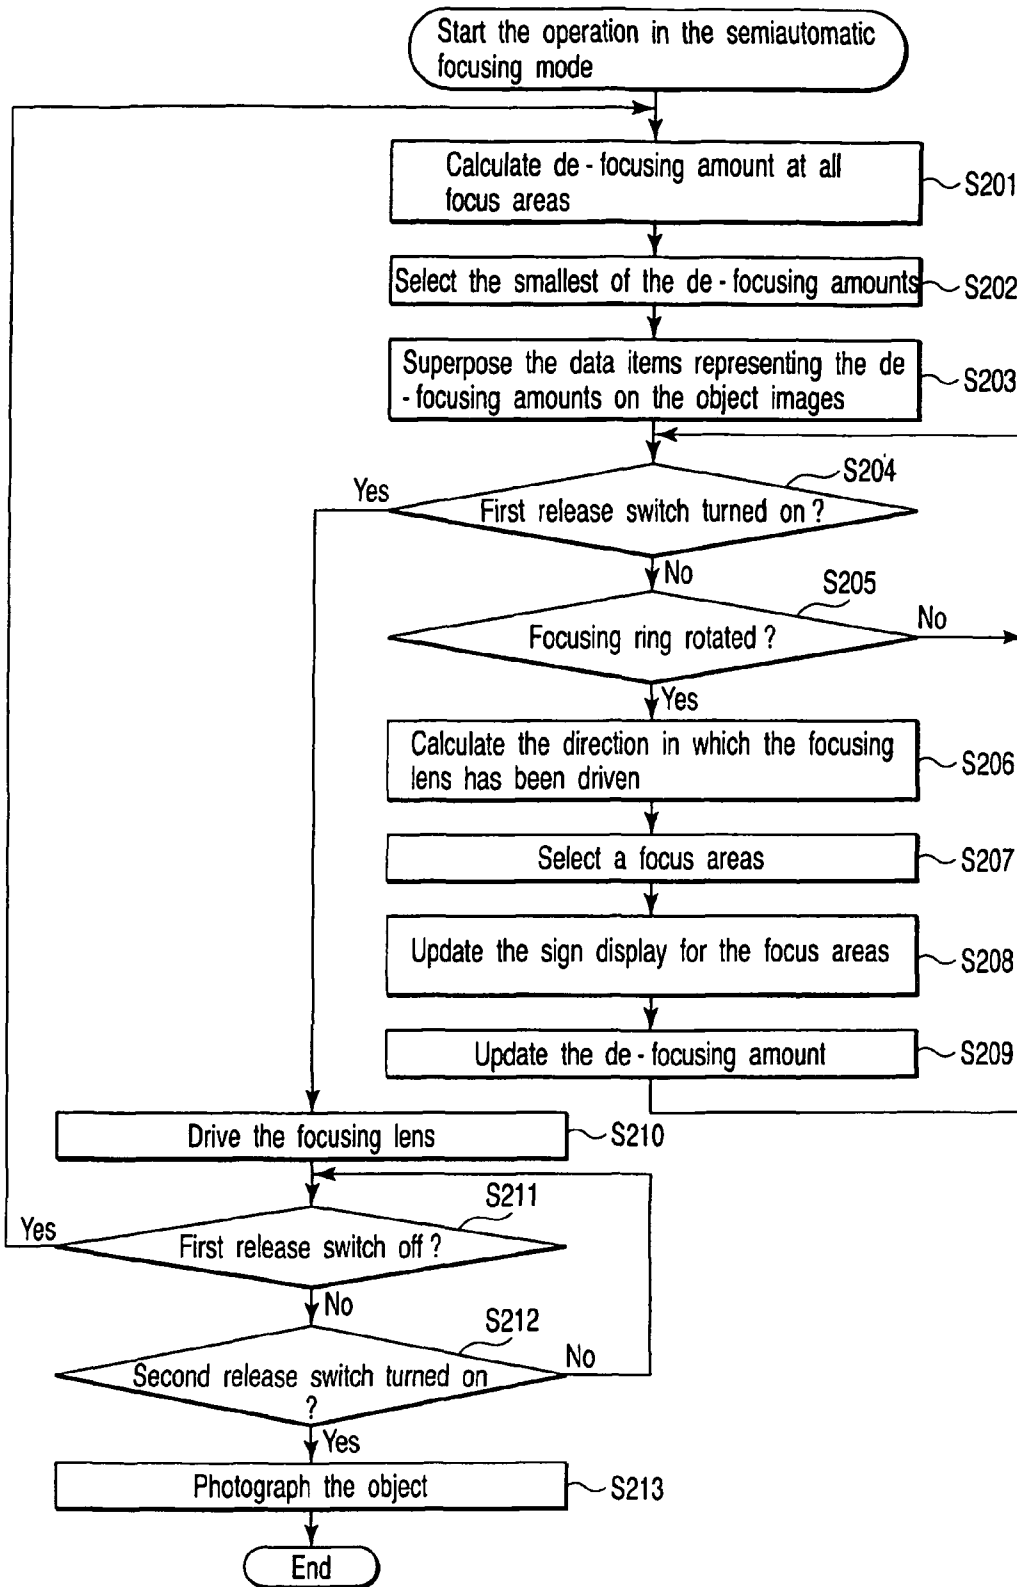 Start the operation in the semiautomatic
focusing mode
Calculate de - focusing amount at all
focus areas
S201
Select the smallest of the de - focusing amounts
S202
Superpose the data items representing the de
- focusing amounts on the object images
S203
S204
Yes
First release switch turned on ?
No
S205
Focusing ring rotated ?
No
Yes
Calculate the direction in which the focusing
lens has been driven
S206
Select a focus areas
S207
Update the sign display for the focus areas
S208
Update the de - focusing amount
S209
Drive the focusing lens
S210
S211
Yes
First release switch off ?
No
S212
Second release switch turned on
?
No
Yes
Photograph the object
S213
End